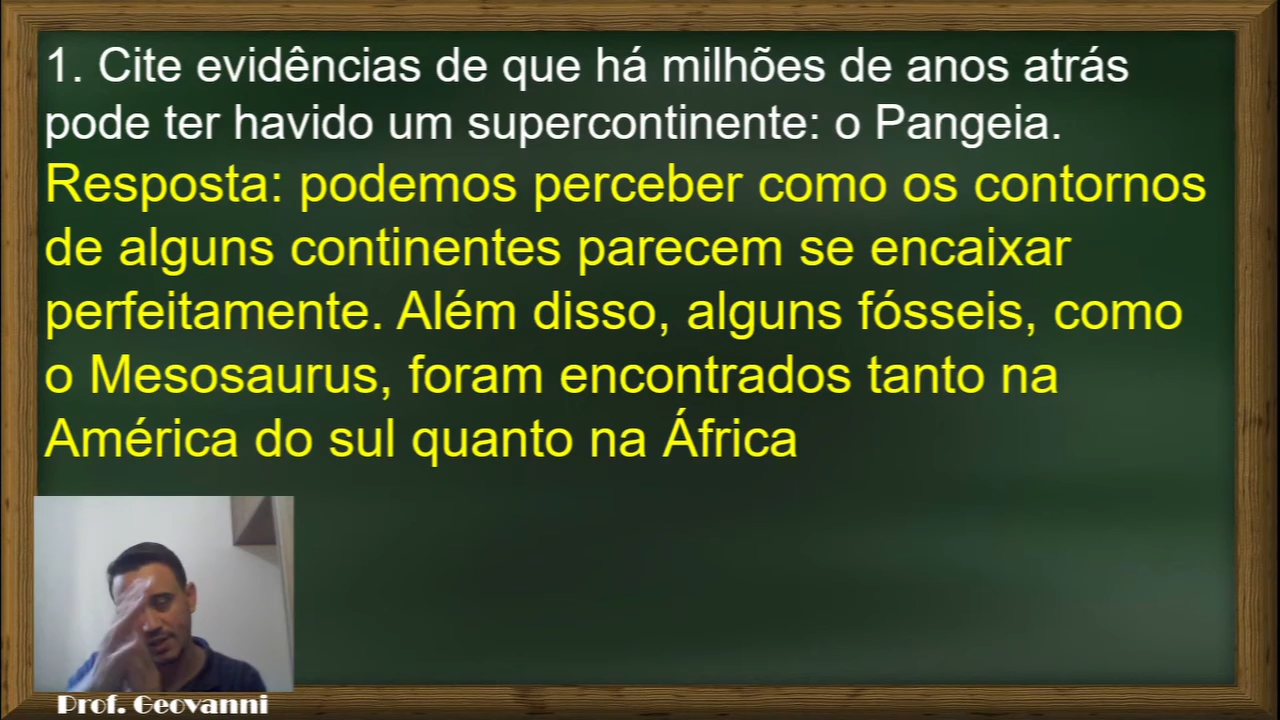 1. Cite evidências de que há milhões de anos atrás
pode ter havido um supercontinente: o Pangeia.
Resposta: podemos perceber como os contornos
de alguns continentes parecem se encaixar
perfeitamente. Além disso, alguns fósseis, como
o Mesosaurus, foram encontrados tanto na
América do sul quanto na África
Prof. Geovanni